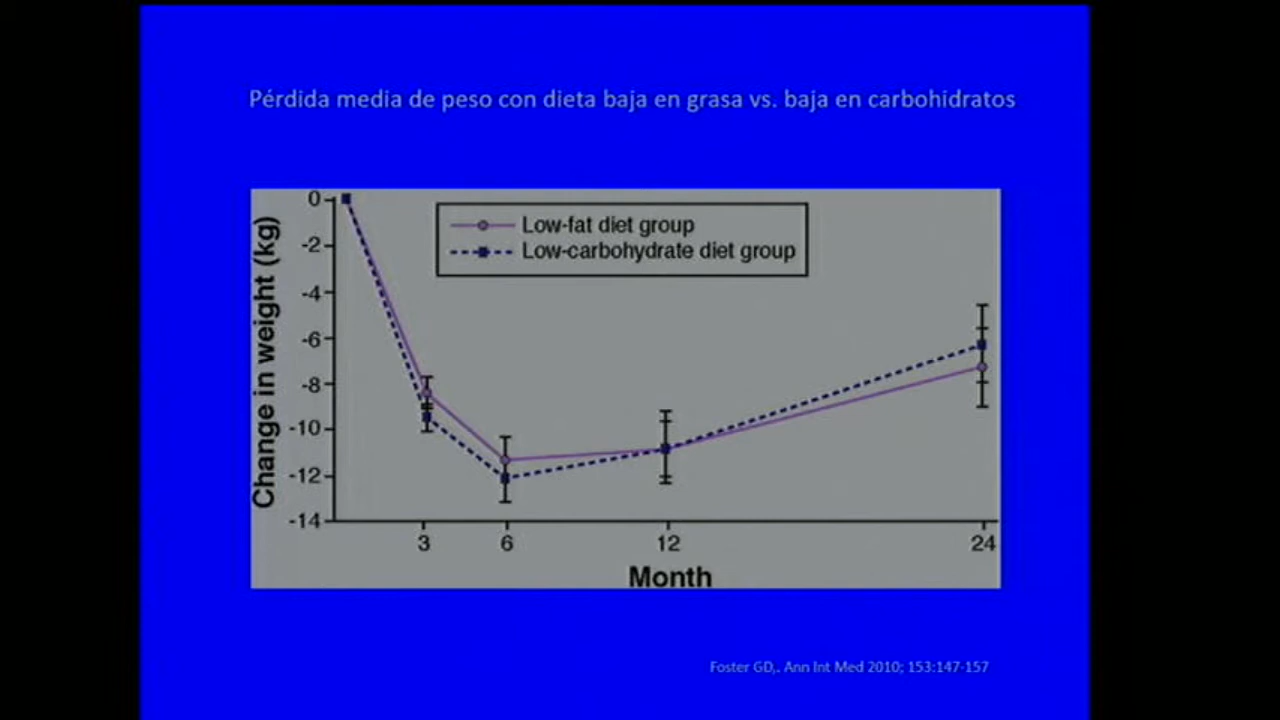 Pérdida media de peso con dieta baja en grasa vs. baja en carbohidratos
Low-fat diet group
Low-carbohydrate diet group
Change in weight (kg)
0
-2
-4
-6
-8
-10
-12
-14
3 6 12 24
Month
Foster GD,. Ann Int Med 2010; 153:147-157